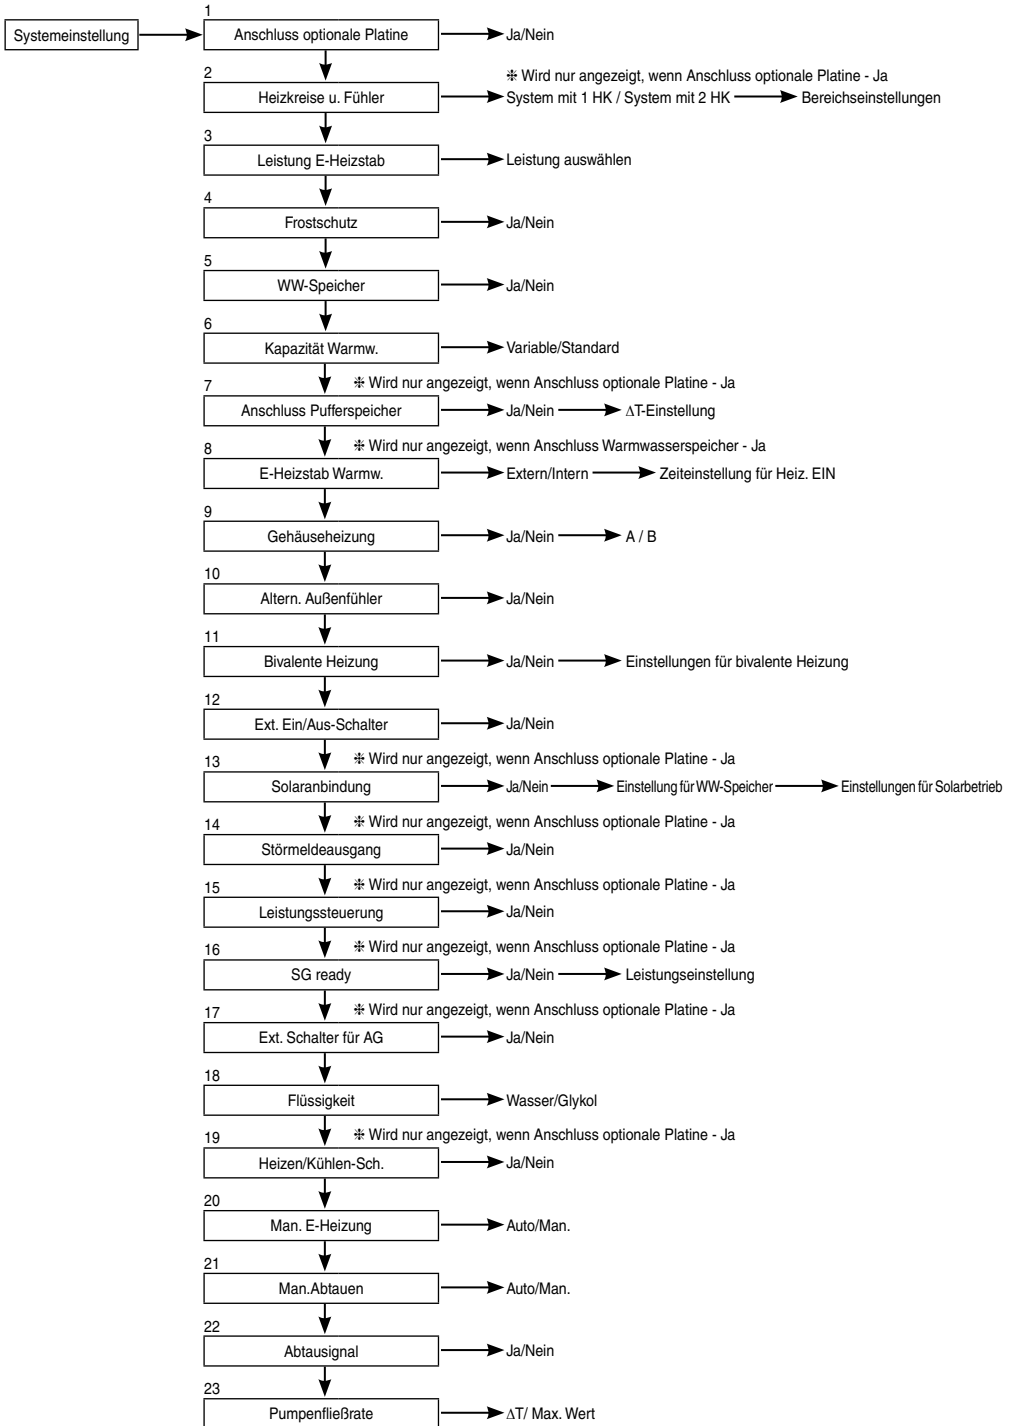 1
Systemeinstellung Anschluss optionale Platine Ja/Nein
2 ❈ Wird nur angezeigt, wenn Anschluss optionale Platine - Ja
Heizkreise u. Fühler System mit 1 HK / System mit 2 HK Bereichseinstellungen
3
Leistung E-Heizstab Leistung auswählen
4
Frostschutz Ja/Nein
5
WW-Speicher Ja/Nein
6
Kapazität Warmw. Variable/Standard
7 ❈ Wird nur angezeigt, wenn Anschluss optionale Platine - Ja
Anschluss Pufferspeicher Ja/Nein ΔT-Einstellung
8 ❈ Wird nur angezeigt, wenn Anschluss Warmwasserspeicher - Ja
E-Heizstab Warmw. Extern/Intern Zeiteinstellung für Heiz. EIN
9
Gehäuseheizung Ja/Nein A / B
10
Altern. Außenfühler Ja/Nein
11
Bivalente Heizung Ja/Nein Einstellungen für bivalente Heizung
12
Ext. Ein/Aus-Schalter Ja/Nein
13 ❈ Wird nur angezeigt, wenn Anschluss optionale Platine - Ja
Solaranbindung Ja/Nein Einstellung für WW-Speicher Einstellungen für Solarbetrieb
14 ❈ Wird nur angezeigt, wenn Anschluss optionale Platine - Ja
Störmeldeausgang Ja/Nein
15 ❈ Wird nur angezeigt, wenn Anschluss optionale Platine - Ja
Leistungssteuerung Ja/Nein
16 ❈ Wird nur angezeigt, wenn Anschluss optionale Platine - Ja
SG ready Ja/Nein Leistungseinstellung
17 ❈ Wird nur angezeigt, wenn Anschluss optionale Platine - Ja
Ext. Schalter für AG Ja/Nein
18
Flüssigkeit Wasser/Glykol
19 ❈ Wird nur angezeigt, wenn Anschluss optionale Platine - Ja
Heizen/Kühlen-Sch. Ja/Nein
20
Man. E-Heizung Auto/Man.
21
Man.Abtauen Auto/Man.
22
Abtausignal Ja/Nein
23
Pumpenfließrate ΔT/ Max. Wert